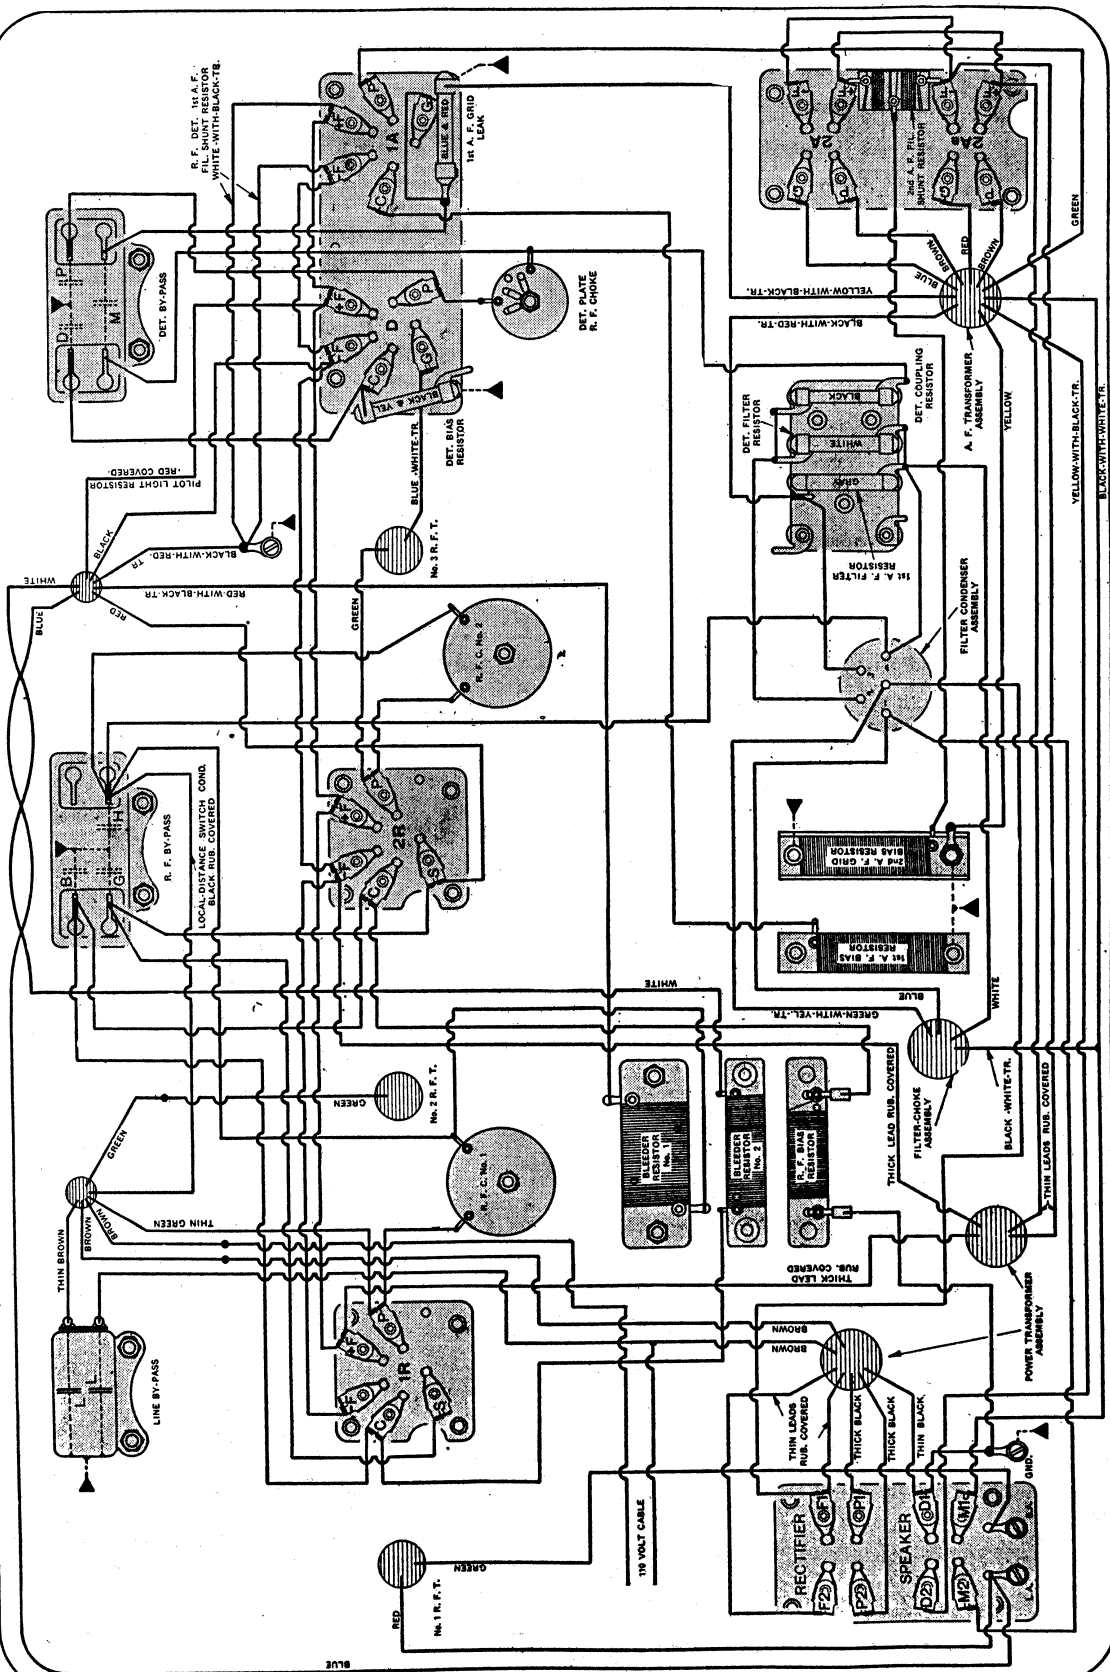 R. F. DET. 1st A. F.
FIL. SHUNT RESISTOR
WHITE-WITH-BLACK-TR.
P
D
M
DET. BY-PASS
P
+F
-F
C
1A
G
BLUE & RED
1st A. F. GRID
LEAK
+F
-F
C
D
P
G
BLACK & YEL
DET. BIAS
RESISTOR
BLUE-WHITE-TR.
DET. PLATE
R. F. CHOKE
F
+F
G
P
2A
2nd A. F. FIL.
SHUNT RESISTOR
F
F
G
P
2A
BLUE
BROWN
RED
BROWN
GREEN
YELLOW-WITH-BLACK-TR.
BLACK-WITH-RED-TR.
A. F. TRANSFORMER
ASSEMBLY
YELLOW
YELLOW-WITH-BLACK-TR.
BLACK-WITH-WHITE-TR.
DET. FILTER
RESISTOR
DET. COUPLING
RESISTOR
BLACK
WHITE
GRAY
1st A. F. FILTER
RESISTOR
FILTER CONDENSER
ASSEMBLY
PILOT LIGHT RESISTOR
RED COVERED
BLACK
BLACK-WITH-RED-
TR
RED-WITH-BLACK-TR
RED
WHITE
BLUE
No. 3 R. F. T.
GREEN
R. F. C. No. 2
B
H
G
R. F. BY-PASS
LOCAL-DISTANCE SWITCH COND.
BLACK RUB. COVERED
P
+F
-F
C
2R
S
2nd A. F. GRID
BIAS RESISTOR
1st A. F. BIAS
RESISTOR
WHITE
GREEN-WITH-YEL-TR.
BLUE
WHITE
FILTER-CHOKE
ASSEMBLY
BLACK-WHITE-TR.
THIN LEADS RUB. COVERED
THICK LEAD RUB. COVERED
BLEEDER
RESISTOR
No. 1
BLEEDER
RESISTOR
No. 2
R. F. BIAS
RESISTOR
No. 2 R. F. T.
GREEN
GREEN
R. F. C. No. 1
THIN BROWN
BROWN
BROWN
THIN GREEN
L
L
LINE BY-PASS
P
+F
-F
C
1R
S
THICK LEAD
RUB. COVERED
POWER TRANSFORMER
ASSEMBLY
BROWN
BROWN
THIN LEADS
RUB. COVERED
THICK BLACK
THICK BLACK
THIN BLACK
110 VOLT CABLE
RECTIFIER
F1
P1
F2
P2
SPEAKER
D1
M1
D2
M2
GND.
L.A.
No. 1 R. F. T.
GREEN
RED
BLUE